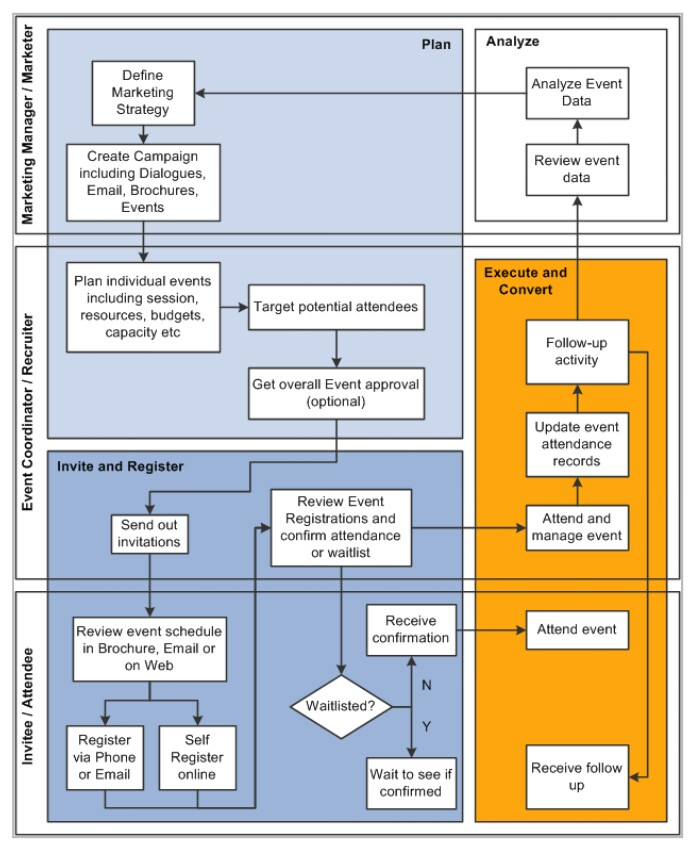 Marketing Manager / Marketer
Plan
Define
Marketing
Strategy
Create Campaign
including Dialogues,
Email, Brochures,
Events
Analyze
Analyze Event
Data
Review event
data
Event Coordinator / Recruiter
Plan individual events
including session,
resources, budgets,
capacity etc
Target potential attendees
Get overall Event approval
(optional)
Execute and
Convert
Follow-up
activity
Update event
attendance
records
Attend and
manage event
Invite and Register
Send out
invitations
Review Event
Registrations and
confirm attendance
or waitlist
Invitee / Attendee
Review event schedule
in Brochure, Email or
on Web
Register
via Phone
or Email
Self
Register
online
Receive
confirmation
Waitlisted?
N
Y
Wait to see if
confirmed
Attend event
Receive follow
up